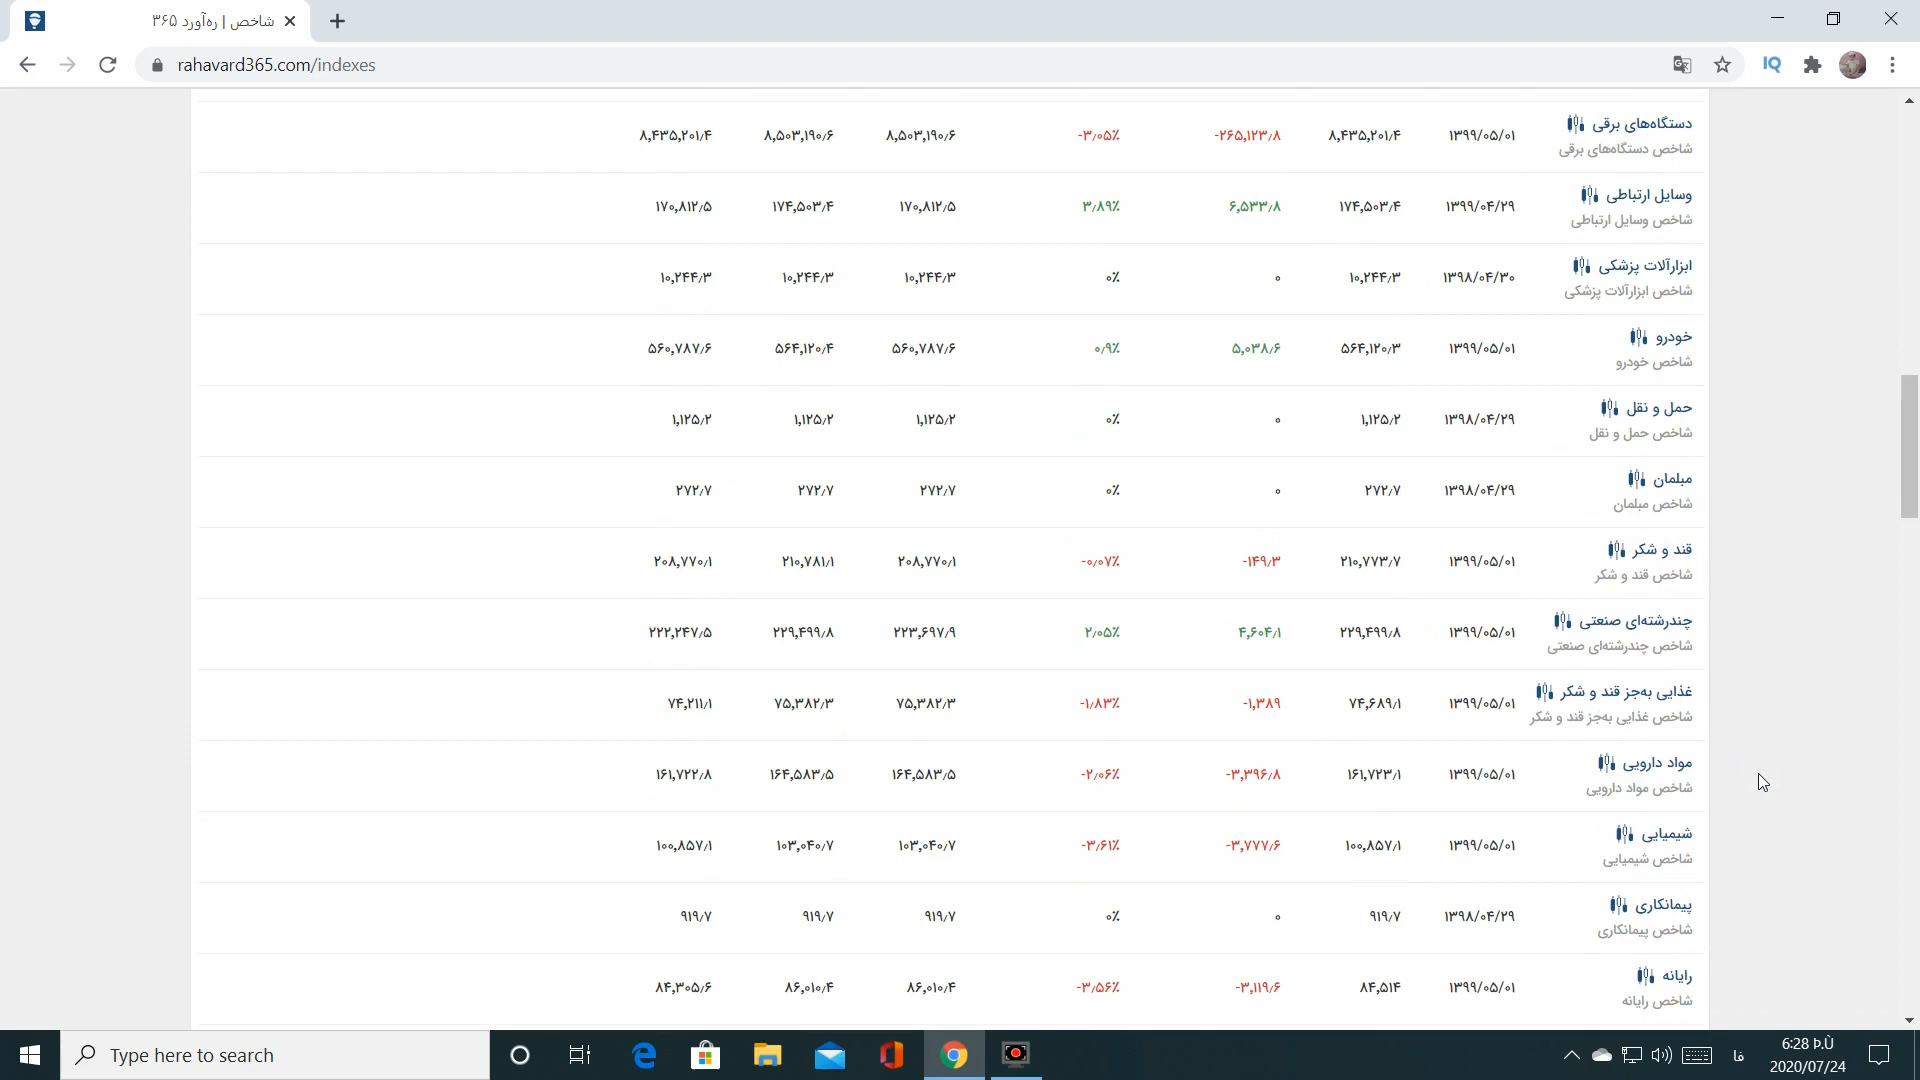 شاخص | ره‌آورد ۳۶۵
rahavard365.com/indexes
دستگاه‌های برقی ۱۳۹۹/۰۵/۰۱ ۸,۴۳۵,۲۰۱/۴ -۲۶۵,۱۲۳/۸ -۳/۰۵٪ ۸,۵۰۳,۱۹۰/۶ ۸,۵۰۳,۱۹۰/۶ ۸,۴۳۵,۲۰۱/۴
شاخص دستگاه‌های برقی
وسایل ارتباطی ۱۳۹۹/۰۴/۲۹ ۱۷۴,۵۰۳/۴ ۶,۵۳۳/۸ ۳/۸۹٪ ۱۷۰,۸۱۲/۵ ۱۷۴,۵۰۳/۴ ۱۷۰,۸۱۲/۵
شاخص وسایل ارتباطی
ابزارآلات پزشکی ۱۳۹۸/۰۴/۳۰ ۱۰,۲۴۴/۳ ۰ ۰٪ ۱۰,۲۴۴/۳ ۱۰,۲۴۴/۳ ۱۰,۲۴۴/۳
شاخص ابزارآلات پزشکی
خودرو ۱۳۹۹/۰۵/۰۱ ۵۶۴,۱۲۰/۳ ۵,۰۳۸/۶ ۰/۹٪ ۵۶۰,۷۸۷/۶ ۵۶۴,۱۲۰/۴ ۵۶۰,۷۸۷/۶
شاخص خودرو
حمل و نقل ۱۳۹۸/۰۴/۲۹ ۱,۱۲۵/۲ ۰ ۰٪ ۱,۱۲۵/۲ ۱,۱۲۵/۲ ۱,۱۲۵/۲
شاخص حمل و نقل
مبلمان ۱۳۹۸/۰۴/۲۹ ۲۷۲/۷ ۰ ۰٪ ۲۷۲/۷ ۲۷۲/۷ ۲۷۲/۷
شاخص مبلمان
قند و شکر ۱۳۹۹/۰۵/۰۱ ۲۱۰,۷۷۳/۷ -۱۴۹/۳ -۰/۰۷٪ ۲۰۸,۷۷۰/۱ ۲۱۰,۷۸۱/۱ ۲۰۸,۷۷۰/۱
شاخص قند و شکر
چندرشته‌ای صنعتی ۱۳۹۹/۰۵/۰۱ ۲۲۹,۴۹۹/۸ ۴,۶۰۴/۱ ۲/۰۵٪ ۲۲۳,۶۹۷/۹ ۲۲۹,۴۹۹/۸ ۲۲۲,۲۴۷/۵
شاخص چندرشته‌ای صنعتی
غذایی به‌جز قند و شکر ۱۳۹۹/۰۵/۰۱ ۷۴,۶۸۹/۱ -۱,۳۸۹ -۱/۸۳٪ ۷۵,۳۸۲/۳ ۷۵,۳۸۲/۳ ۷۴,۲۱۱/۱
شاخص غذایی به‌جز قند و شکر
مواد دارویی ۱۳۹۹/۰۵/۰۱ ۱۶۱,۷۲۳/۱ -۳,۳۹۶/۸ -۲/۰۶٪ ۱۶۴,۵۸۳/۵ ۱۶۴,۵۸۳/۵ ۱۶۱,۷۲۲/۸
شاخص مواد دارویی
شیمیایی ۱۳۹۹/۰۵/۰۱ ۱۰۰,۸۵۷/۱ -۳,۷۷۷/۶ -۳/۶۱٪ ۱۰۳,۰۴۰/۷ ۱۰۳,۰۴۰/۷ ۱۰۰,۸۵۷/۱
شاخص شیمیایی
پیمانکاری ۱۳۹۸/۰۴/۲۹ ۹۱۹/۷ ۰ ۰٪ ۹۱۹/۷ ۹۱۹/۷ ۹۱۹/۷
شاخص پیمانکاری
رایانه ۱۳۹۹/۰۵/۰۱ ۸۴,۵۱۴ -۳,۱۱۹/۶ -۳/۵۶٪ ۸۶,۰۱۰/۴ ۸۶,۰۱۰/۴ ۸۴,۳۰۵/۶
شاخص رایانه
Type here to search
فا
6:28 Þ.Ù
2020/07/24